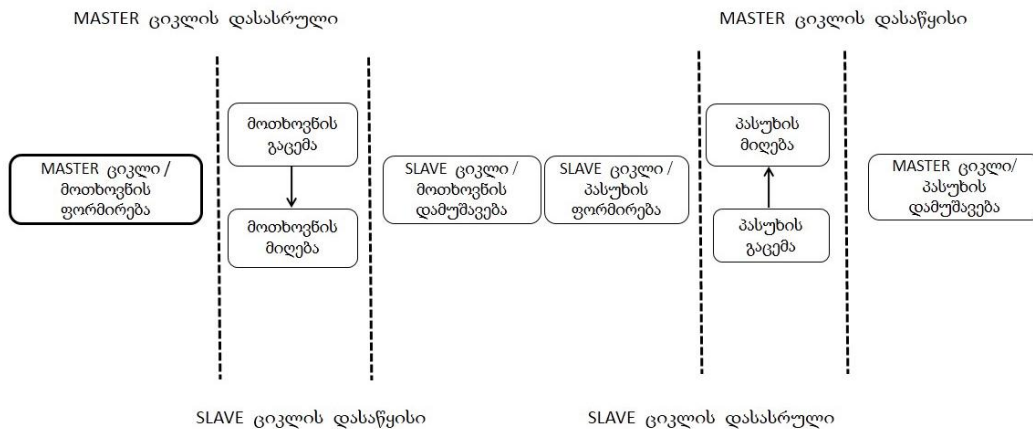 MASTER ციკლის დასასრული
MASTER ციკლის დასაწყისი
მოთხოვნის
გაცემა
პასუხის
მიღება
MASTER ციკლი /
მოთხოვნის
ფორმირება
SLAVE ციკლი /
მოთხოვნის
დამუშავება
SLAVE ციკლი /
პასუხის
ფორმირება
MASTER ციკლი/
პასუხის
დამუშავება
მოთხოვნის
მიღება
პასუხის
გაცემა
SLAVE ციკლის დასაწყისი
SLAVE ციკლის დასასრული